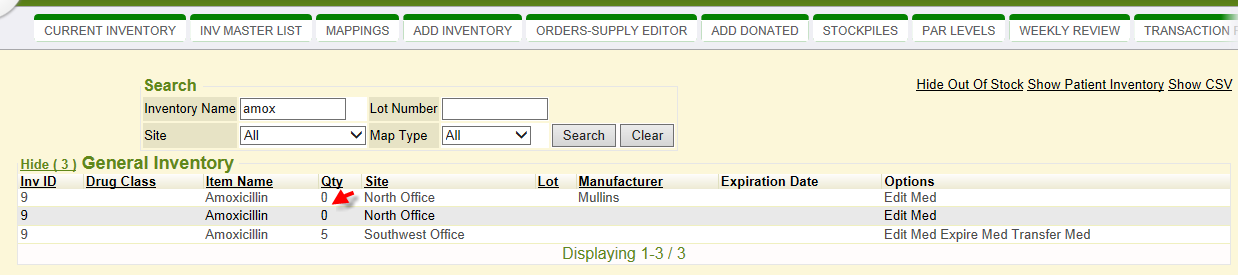 CURRENT INVENTORY INV MASTER LIST MAPPINGS ADD INVENTORY ORDERS-SUPPLY EDITOR ADD DONATED STOCKPILES PAR LEVELS WEEKLY REVIEW TRANSACTION
Search
Hide Out Of Stock Show Patient Inventory Show CSV
Inventory Name amox Lot Number
Site All Map Type All Search Clear
Hide ( 3 ) General Inventory
Inv ID Drug Class Item Name Qty Site Lot Manufacturer Expiration Date Options
9 Amoxicillin 0 North Office Mullins Edit Med
9 Amoxicillin 0 North Office Edit Med
9 Amoxicillin 5 Southwest Office Edit Med Expire Med Transfer Med
Displaying 1-3 / 3